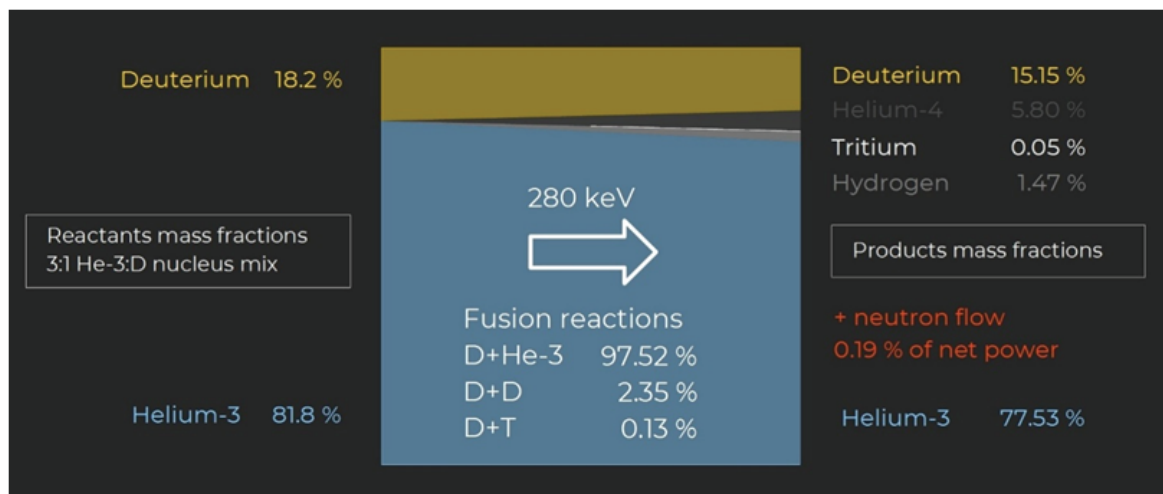 Deuterium 18.2 %
Reactants mass fractions
3:1 He-3:D nucleus mix
Helium-3 81.8 %
280 keV
Fusion reactions
D+He-3 97.52 %
D+D 2.35 %
D+T 0.13 %
Deuterium 15.15 %
Helium-4 5.80 %
Tritium 0.05 %
Hydrogen 1.47 %
Products mass fractions
+ neutron flow
0.19 % of net power
Helium-3 77.53 %